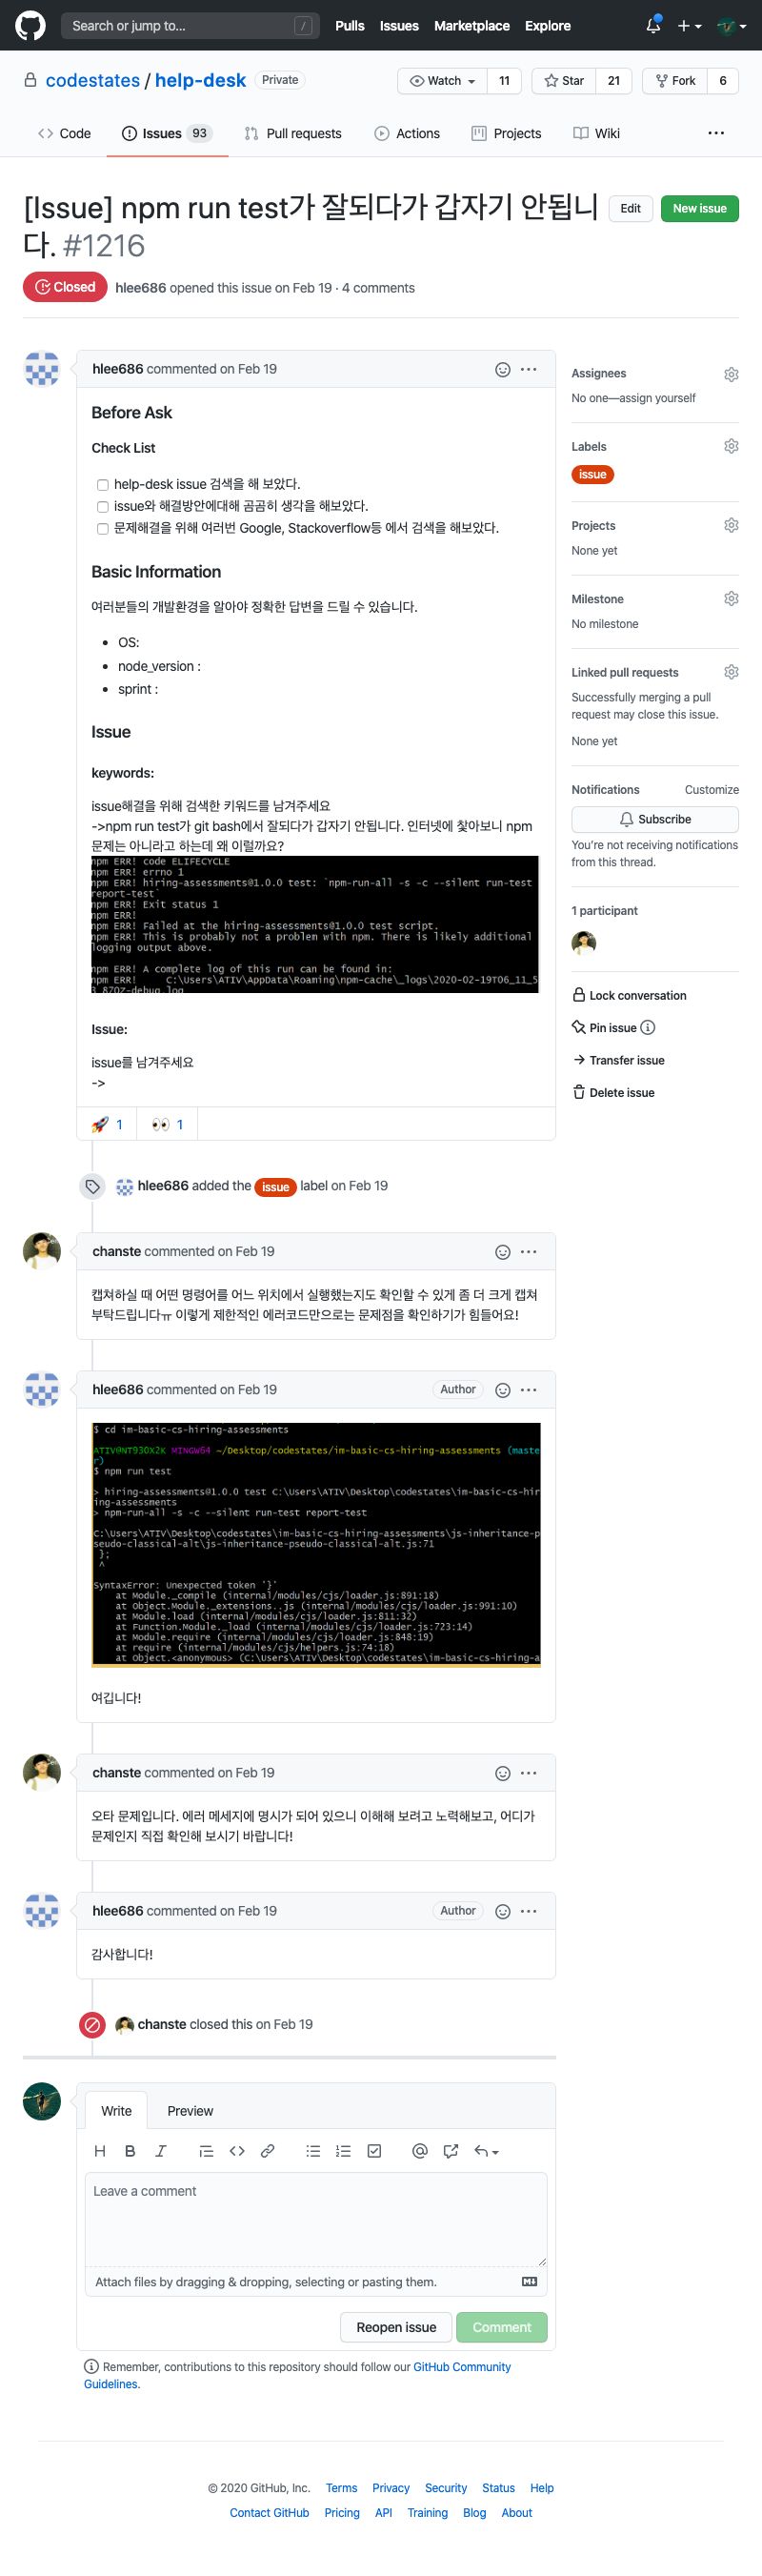 Search or jump to...
/
Pulls Issues Marketplace Explore
codestates / help-desk Private
Watch 11 Star 21 Fork 6
Code Issues 93 Pull requests Actions Projects Wiki
[Issue] npm run test가 잘되다가 갑자기 안됩니
다. #1216
Edit New issue
Closed hlee686 opened this issue on Feb 19 · 4 comments
hlee686 commented on Feb 19
Before Ask
Check List
help-desk issue 검색을 해 보았다.
issue와 해결방안에대해 곰곰히 생각을 해보았다.
문제해결을 위해 여러번 Google, Stackoverflow등 에서 검색을 해보았다.
Basic Information
여러분들의 개발환경을 알아야 정확한 답변을 드릴 수 있습니다.
OS:
node_version :
sprint :
Issue
keywords:
issue해결을 위해 검색한 키워드를 남겨주세요
->npm run test가 git bash에서 잘되다가 갑자기 안됩니다. 인터넷에 찾아보니 npm
문제는 아니라고 하는데 왜 이럴까요?
npm ERR! code ELIFECYCLE
npm ERR! errno 1
npm ERR! hiring-assessments@1.0.0 test: `npm-run-all -s -c --silent run-test
report-test`
npm ERR! Exit status 1
npm ERR!
npm ERR! Failed at the hiring-assessments@1.0.0 test script.
npm ERR! This is probably not a problem with npm. There is likely additional
logging output above.
npm ERR! A complete log of this run can be found in:
npm ERR! C:\Users\ATIV\AppData\Roaming\npm-cache\_logs\2020-02-19T06_11_5
3_870Z-debug.log
Issue:
issue를 남겨주세요
->
🚀 1 👀 1
hlee686 added the issue label on Feb 19
chanste commented on Feb 19
캡쳐하실 때 어떤 명령어를 어느 위치에서 실행했는지도 확인할 수 있게 좀 더 크게 캡쳐
부탁드립니다ㅠ 이렇게 제한적인 에러코드만으로는 문제점을 확인하기가 힘들어요!
hlee686 commented on Feb 19
Author
$ cd im-basic-cs-hiring-assessments
ATIV@NT930X2K MINGW64 ~/Desktop/codestates/im-basic-cs-hiring-assessments (maste
r)
$ npm run test
> hiring-assessments@1.0.0 test C:\Users\ATIV\Desktop\codestates\im-basic-cs-hir
ing-assessments
> npm-run-all -s -c --silent run-test report-test
C:\Users\ATIV\Desktop\codestates\im-basic-cs-hiring-assessments\js-inheritance-p
seudo-classical-alt\js-inheritance-pseudo-classical-alt.js:71
};
^
SyntaxError: Unexpected token '}'
at Module._compile (internal/modules/cjs/loader.js:891:18)
at Object.Module._extensions..js (internal/modules/cjs/loader.js:991:10)
at Module.load (internal/modules/cjs/loader.js:811:32)
at Function.Module._load (internal/modules/cjs/loader.js:723:14)
at Module.require (internal/modules/cjs/loader.js:848:19)
at require (internal/modules/cjs/helpers.js:74:18)
at Object.<anonymous> (C:\Users\ATIV\Desktop\codestates\im-basic-cs-hiring-a
여깁니다!
chanste commented on Feb 19
오타 문제입니다. 에러 메세지에 명시가 되어 있으니 이해해 보려고 노력해보고, 어디가
문제인지 직접 확인해 보시기 바랍니다!
hlee686 commented on Feb 19
Author
감사합니다!
chanste closed this on Feb 19
Write Preview
Leave a comment
Attach files by dragging & dropping, selecting or pasting them.
Reopen issue Comment
Remember, contributions to this repository should follow our GitHub Community
Guidelines.
Assignees
No one—assign yourself
Labels
issue
Projects
None yet
Milestone
No milestone
Linked pull requests
Successfully merging a pull
request may close this issue.
None yet
Notifications Customize
Subscribe
You're not receiving notifications
from this thread.
1 participant
Lock conversation
Pin issue
Transfer issue
Delete issue
© 2020 GitHub, Inc. Terms Privacy Security Status Help
Contact GitHub Pricing API Training Blog About